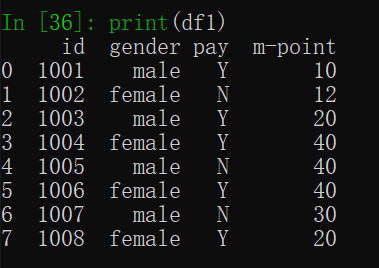 In [36]: print(df1)
id gender pay m-point
0 1001 male Y 10
1 1002 female N 12
2 1003 male Y 20
3 1004 female Y 40
4 1005 male N 40
5 1006 female Y 40
6 1007 male N 30
7 1008 female Y 20